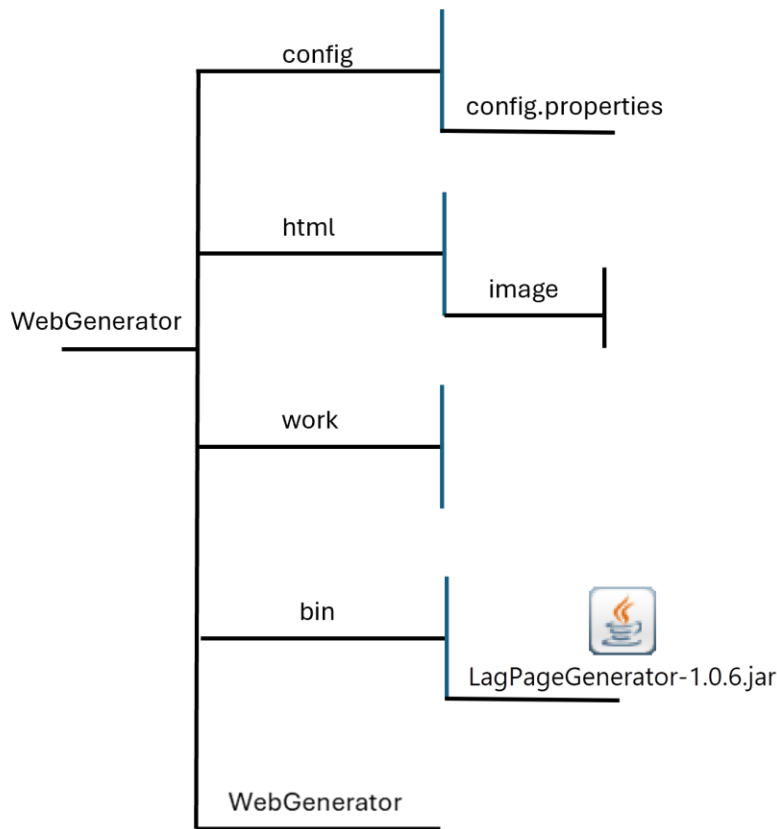 config
config.properties
html
image
WebGenerator
work
bin
LagPageGenerator-1.0.6.jar
WebGenerator